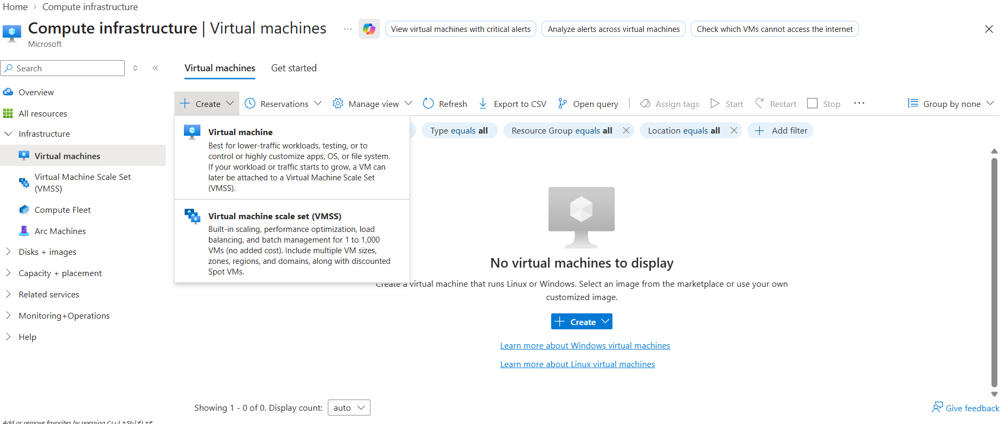 Home > Compute infrastructure
Compute infrastructure | Virtual machines
Microsoft
View virtual machines with critical alerts
Analyze alerts across virtual machines
Check which VMs cannot access the internet
Search
Overview
All resources
Infrastructure
Virtual machines
Virtual Machine Scale Set
(VMSS)
Compute Fleet
Arc Machines
Disks + images
Capacity + placement
Related services
Monitoring+Operations
Help
Add or remove favorites by pressing Ctrl+Shift+F
Virtual machines
Get started
Create
Reservations
Manage view
Refresh
Export to CSV
Open query
Assign tags
Start
Restart
Stop
Group by none
Type equals all
Resource Group equals all
Location equals all
Add filter
Virtual machine
Best for lower-traffic workloads, testing, or to
control or highly customize apps, OS, or file system.
If your workload or traffic starts to grow, a VM can
later be attached to a Virtual Machine Scale Set
(VMSS).
Virtual machine scale set (VMSS)
Built-in scaling, performance optimization, load
balancing, and batch management for 1 to 1,000
VMs (no added cost). Include multiple VM sizes,
zones, regions, and domains, along with discounted
Spot VMs.
No virtual machines to display
Create a virtual machine that runs Linux or Windows. Select an image from the marketplace or use your own
customized image.
Create
Learn more about Windows virtual machines
Learn more about Linux virtual machines
Showing 1 - 0 of 0. Display count: auto
Give feedback